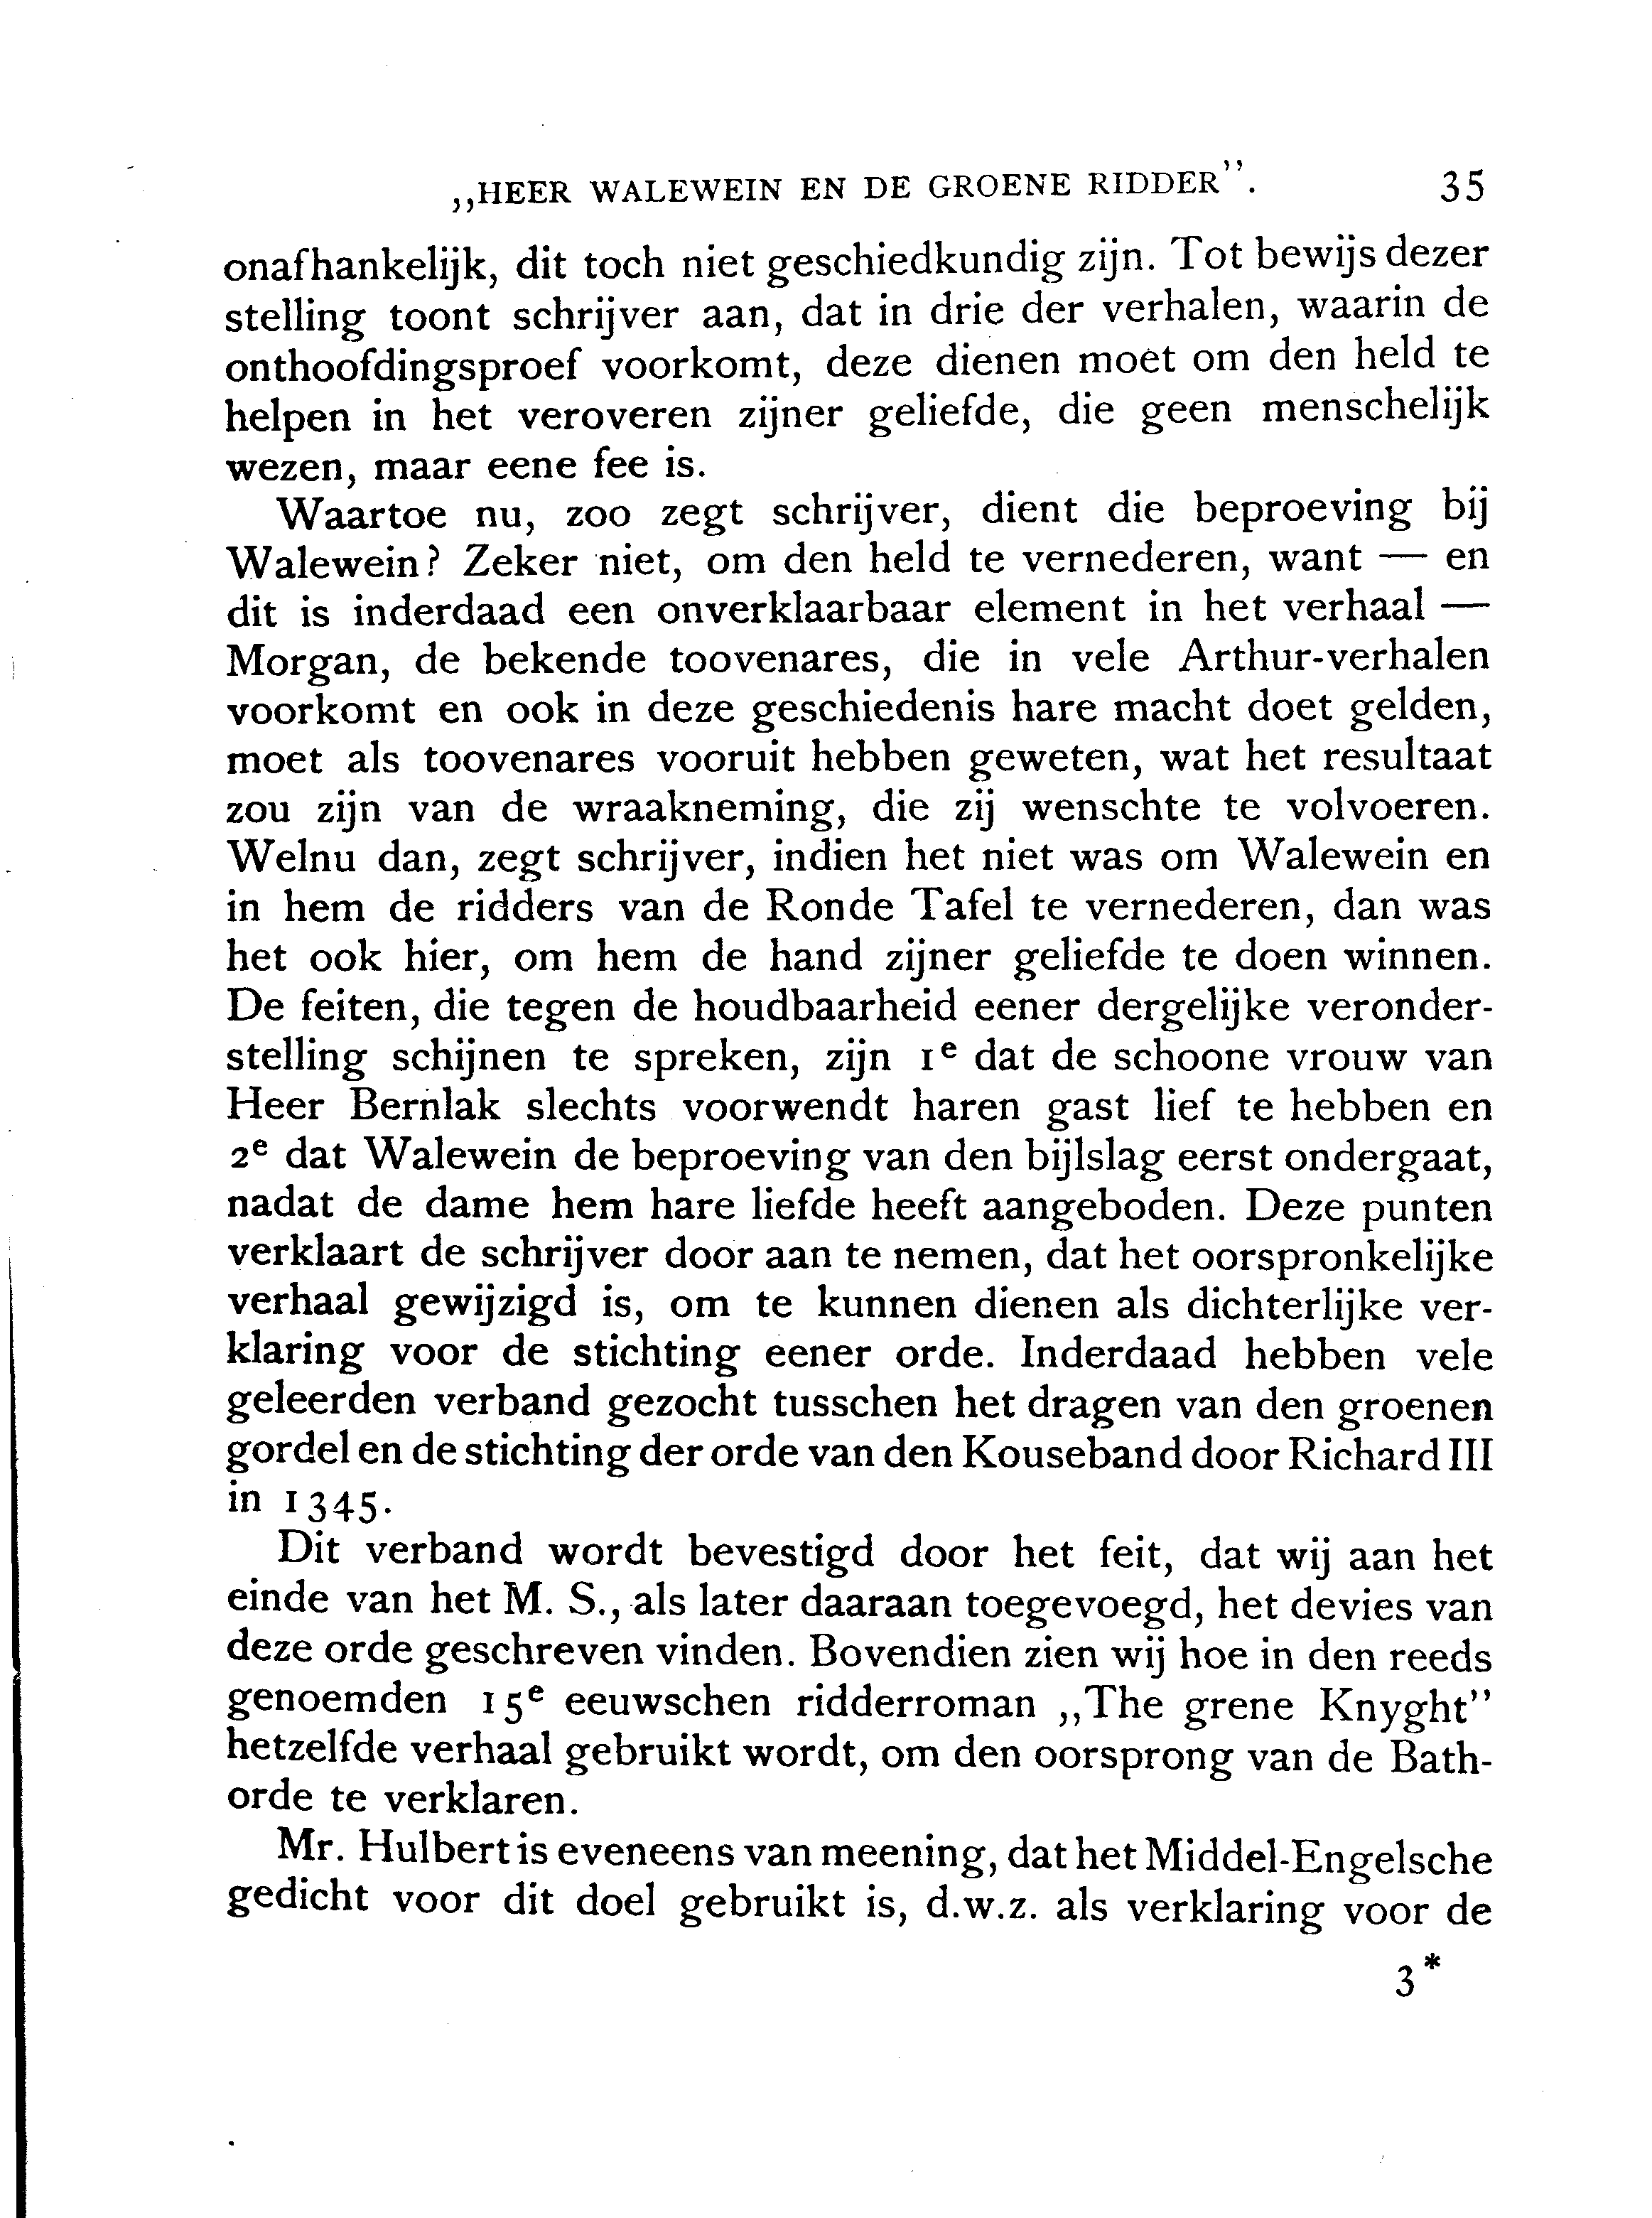 „HEER WALEWEIN EN DE GROENE RIDDER”. 35
onafhankelijk, dit toch niet geschiedkundig zijn. Tot bewijs dezer
stelling toont schrijver aan, dat in drie der verhalen, waarin de
onthoofdingsproef voorkomt, deze dienen moet om den held te
helpen in het veroveren zijner geliefde, die geen menschelijk
wezen, maar eene fee is.
Waartoe nu, zoo zegt schrijver, dient die beproeving bij
Walewein? Zeker niet, om den held te vernederen, want — en
dit is inderdaad een onverklaarbaar element in het verhaal —
Morgan, de bekende toovenares, die in vele Arthur-verhalen
voorkomt en ook in deze geschiedenis hare macht doet gelden,
moet als toovenares vooruit hebben geweten, wat het resultaat
zou zijn van de wraakneming, die zij wenschte te volvoeren.
Welnu dan, zegt schrijver, indien het niet was om Walewein en
in hem de ridders van de Ronde Tafel te vernederen, dan was
het ook hier, om hem de hand zijner geliefde te doen winnen.
De feiten, die tegen de houdbaarheid eener dergelijke veronder-
stelling schijnen te spreken, zijn 1e dat de schoone vrouw van
Heer Bernlak slechts voorwendt haren gast lief te hebben en
2e dat Walewein de beproeving van den bijlslag eerst ondergaat,
nadat de dame hem hare liefde heeft aangeboden. Deze punten
verklaart de schrijver door aan te nemen, dat het oorspronkelijke
verhaal gewijzigd is, om te kunnen dienen als dichterlijke ver-
klaring voor de stichting eener orde. Inderdaad hebben vele
geleerden verband gezocht tusschen het dragen van den groenen
gordel en de stichting der orde van den Kouseband door Richard III
in 1345.
Dit verband wordt bevestigd door het feit, dat wij aan het
einde van het M. S., als later daaraan toegevoegd, het devies van
deze orde geschreven vinden. Bovendien zien wij hoe in den reeds
genoemden 15e eeuwschen ridderroman „The grene Knyght”
hetzelfde verhaal gebruikt wordt, om den oorsprong van de Bath-
orde te verklaren.
Mr. Hulbert is eveneens van meening, dat het Middel-Engelsche
gedicht voor dit doel gebruikt is, d.w.z. als verklaring voor de
3*